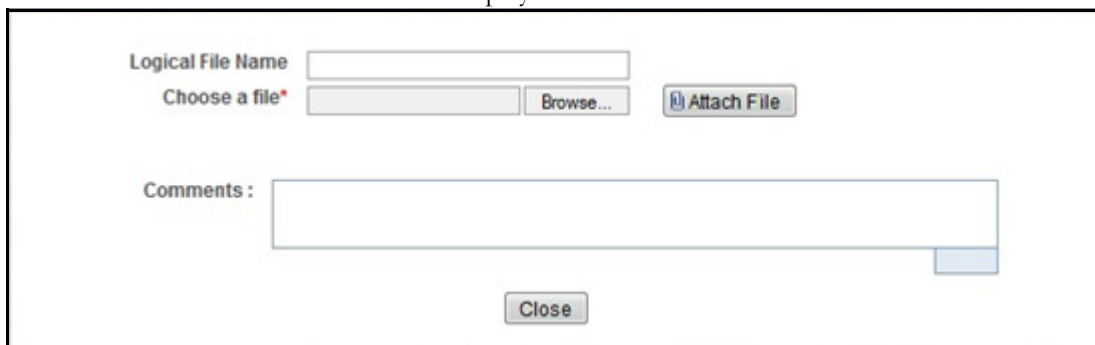 Logical File Name
Choose a file*
Browse...
Attach File
Comments :
Close